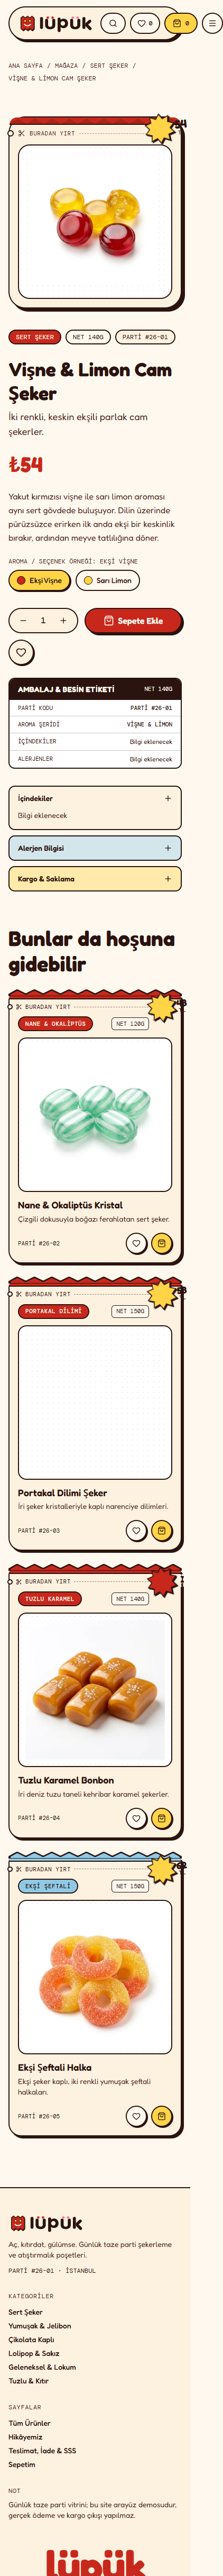 lüpük
0
0
ANA SAYFA / MAĞAZA / SERT ŞEKER /
VİŞNE & LİMON CAM ŞEKER
BURADAN YIRT
SERT ŞEKER
NET 140G
PARTİ #26-01
Vişne & Limon Cam
Şeker
İki renkli, keskin ekşili parlak cam
şekerler.
₺54
Yakut kırmızısı vişne ile sarı limon aroması
aynı sert gövdede buluşuyor. Dilin üzerinde
pürüzsüzce erirken ilk anda ekşi bir keskinlik
bırakır, ardından meyve tatlılığına döner.
AROMA / SEÇENEK ÖRNEĞİ: EKŞİ VİŞNE
Ekşi Vişne
Sarı Limon
− 1 +
Sepete Ekle
AMBALAJ & BESİN ETİKETİ NET 140G
PARTİ KODU PARTİ #26-01
AROMA ŞERİDİ VİŞNE & LİMON
İÇİNDEKİLER Bilgi eklenecek
ALERJENLER Bilgi eklenecek
İçindekiler +
Bilgi eklenecek
Alerjen Bilgisi +
Kargo & Saklama +
Bunlar da hoşuna
gidebilir
BURADAN YIRT
NANE & OKALİPTÜS
NET 120G
Nane & Okaliptüs Kristal
Çizgili dokusuyla boğazı ferahlatan sert şeker.
PARTİ #26-02
BURADAN YIRT
PORTAKAL DİLİMİ
NET 150G
Portakal Dilimi Şeker
İri şeker kristalleriyle kaplı narenciye dilimleri.
PARTİ #26-03
BURADAN YIRT
TUZLU KARAMEL
NET 140G
Tuzlu Karamel Bonbon
İri deniz tuzu taneli kehribar karamel şekerler.
PARTİ #26-04
BURADAN YIRT
EKŞİ ŞEFTALİ
NET 150G
Ekşi Şeftali Halka
Ekşi şeker kaplı, iki renkli yumuşak şeftali
halkaları.
PARTİ #26-05
lüpük
Aç, kıtırdat, gülümse. Günlük taze parti şekerleme
ve atıştırmalık poşetleri.
PARTİ #26-01 · İSTANBUL
KATEGORİLER
Sert Şeker
Yumuşak & Jelibon
Çikolata Kaplı
Lolipop & Sakız
Geleneksel & Lokum
Tuzlu & Kıtır
SAYFALAR
Tüm Ürünler
Hikâyemiz
Teslimat, İade & SSS
Sepetim
NOT
Günlük taze parti vitrini; bu site arayüz demosudur,
gerçek ödeme ve kargo çıkışı yapılmaz.
lüpük